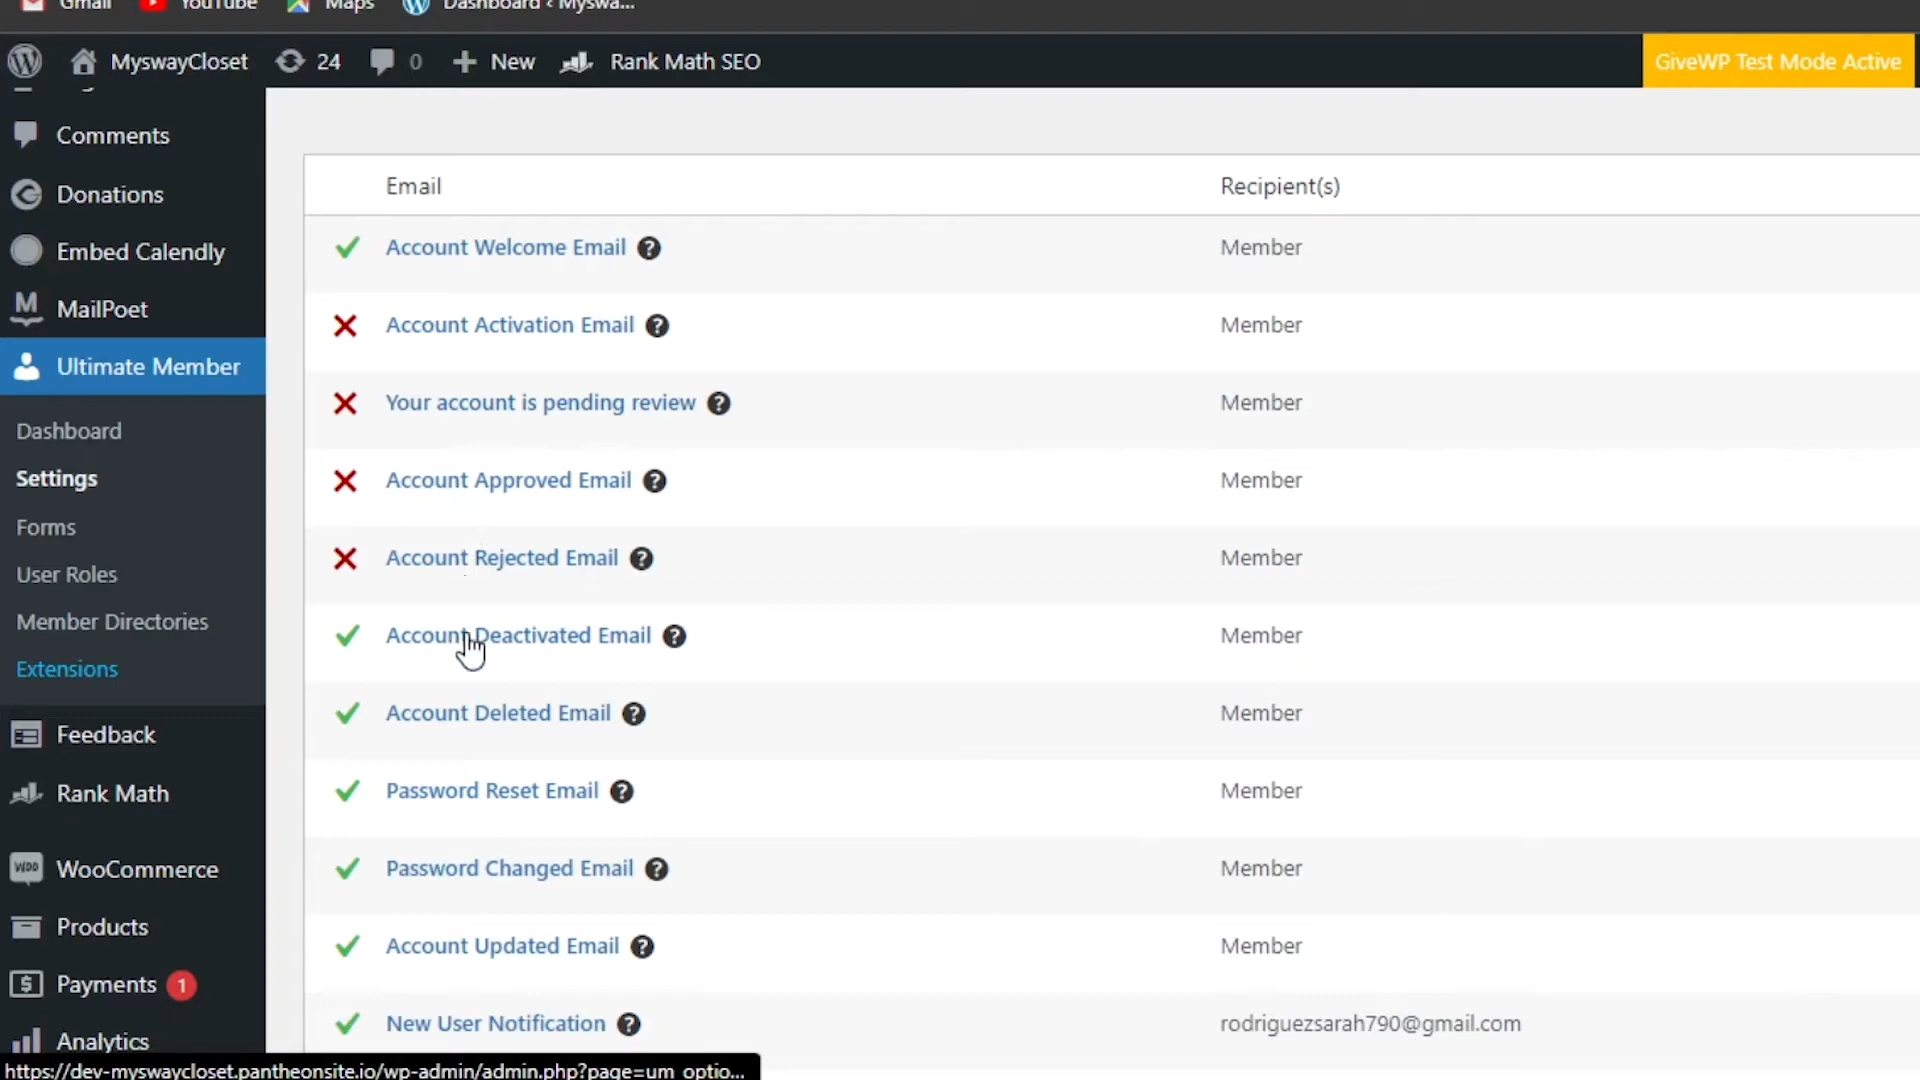 Gmail YouTube Maps Dashboard ‹ Myswa...
MyswayCloset 24 0 New Rank Math SEO GiveWP Test Mode Active
Comments
Donations
Embed Calendly
MailPoet
Ultimate Member
Dashboard
Settings
Forms
User Roles
Member Directories
Extensions
Feedback
Rank Math
WooCommerce
Products
Payments 1
Analytics
Email Recipient(s)
Account Welcome Email ? Member
Account Activation Email ? Member
Your account is pending review ? Member
Account Approved Email ? Member
Account Rejected Email ? Member
Account Deactivated Email ? Member
Account Deleted Email ? Member
Password Reset Email ? Member
Password Changed Email ? Member
Account Updated Email ? Member
New User Notification ? rodriguezsarah790@gmail.com
https://dev-myswaycloset.pantheonsite.io/wp-admin/admin.php?page=um_optio...